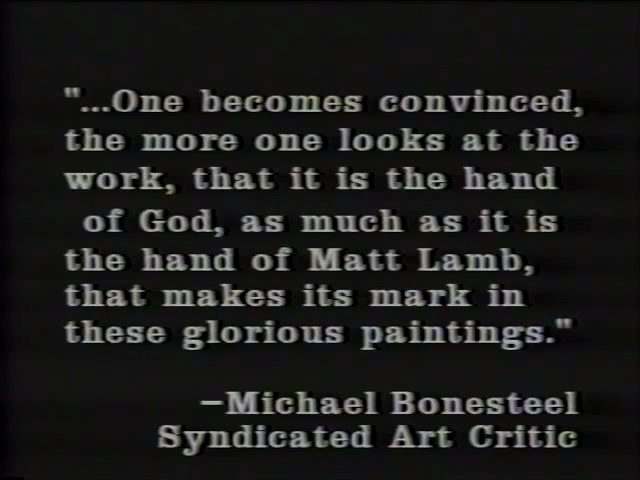 "...One becomes convinced,
the more one looks at the
work, that it is the hand
of God, as much as it is
the hand of Matt Lamb,
that makes its mark in
these glorious paintings."
—Michael Bonesteel
Syndicated Art Critic